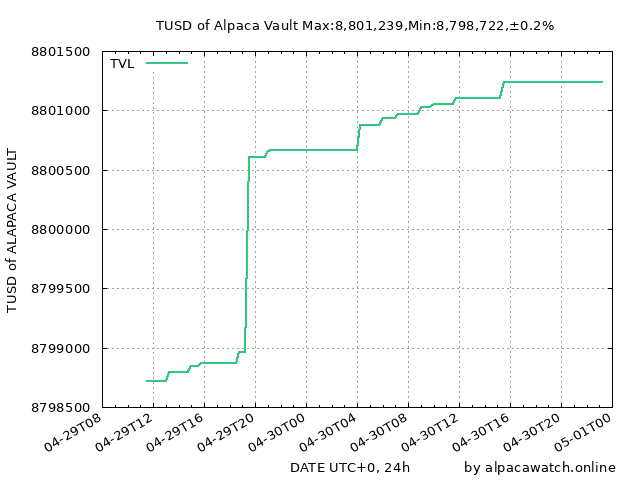 TUSD of Alpaca Vault Max:8,801,239,Min:8,798,722,±0.2%
TVL
8801500
8801000
8800500
8800000
8799500
8799000
8798500
TUSD of ALAPACA VAULT
04-29T08
04-29T12
04-29T16
04-29T20
04-30T00
04-30T04
04-30T08
04-30T12
04-30T16
04-30T20
05-01T00
DATE UTC+0, 24h
by alpacawatch.online